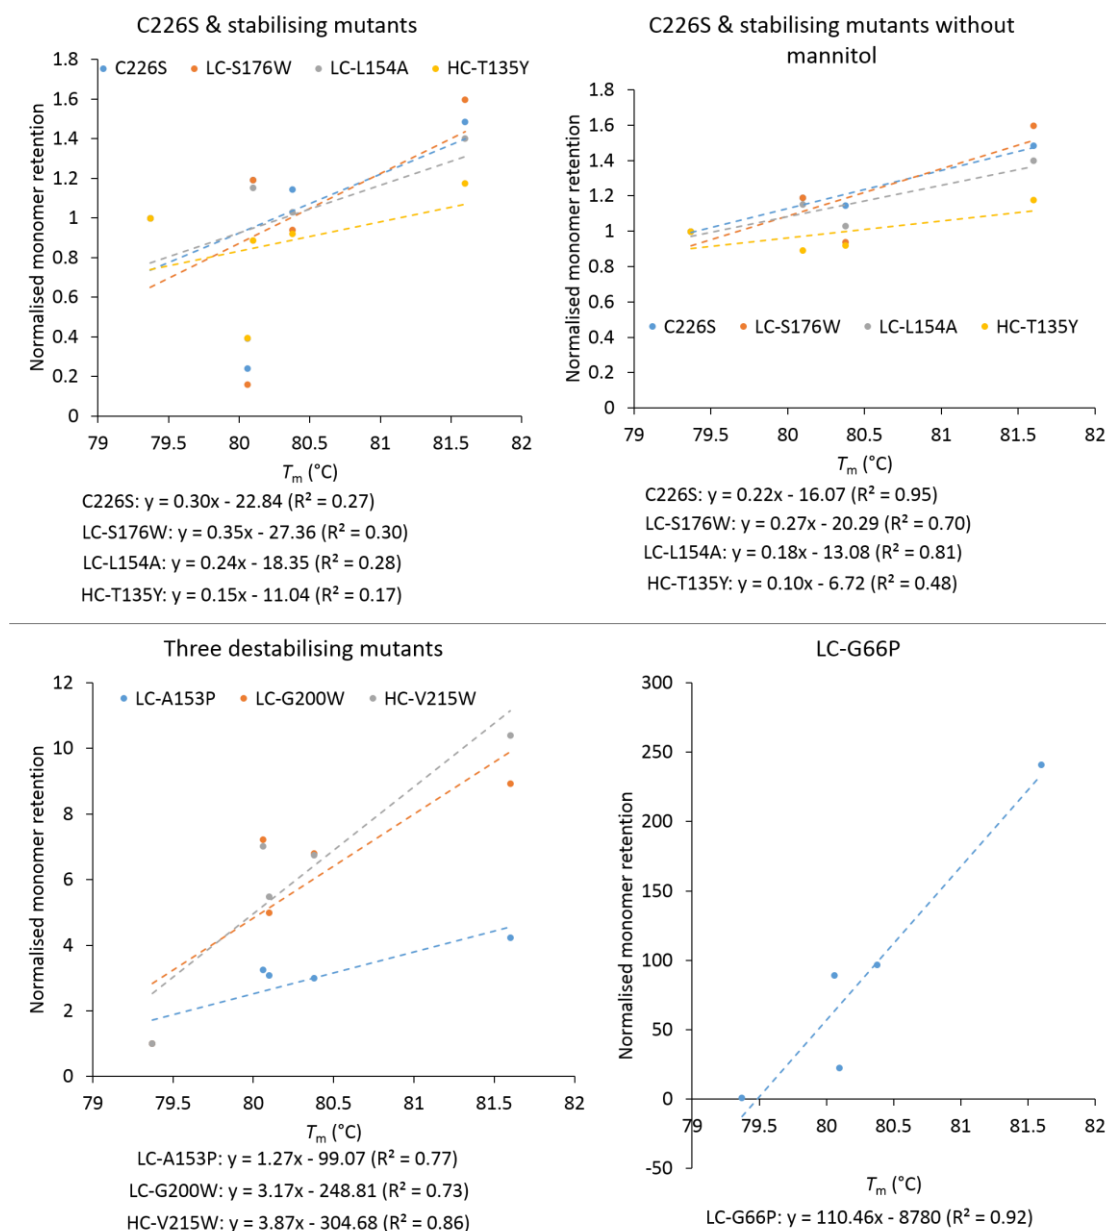 C226S & stabilising mutants
1.8
C226S LC-S176W LC-L154A HC-T135Y
1.6
1.4
1.2
1
0.8
0.6
0.4
0.2
0
Normalised monomer retention
79 79.5 80 80.5 81 81.5 82
Tm (°C)
C226S: y = 0.30x - 22.84 (R² = 0.27)
LC-S176W: y = 0.35x - 27.36 (R² = 0.30)
LC-L154A: y = 0.24x - 18.35 (R² = 0.28)
HC-T135Y: y = 0.15x - 11.04 (R² = 0.17)
C226S & stabilising mutants without
mannitol
1.8
1.6
1.4
1.2
1
0.8
0.6
0.4
0.2
0
Normalised monomer retention
C226S LC-S176W LC-L154A HC-T135Y
79 79.5 80 80.5 81 81.5 82
Tm (°C)
C226S: y = 0.22x - 16.07 (R² = 0.95)
LC-S176W: y = 0.27x - 20.29 (R² = 0.70)
LC-L154A: y = 0.18x - 13.08 (R² = 0.81)
HC-T135Y: y = 0.10x - 6.72 (R² = 0.48)
Three destabilising mutants
12
LC-A153P LC-G200W HC-V215W
10
8
6
4
2
0
Normalised monomer retention
79 79.5 80 80.5 81 81.5 82
Tm (°C)
LC-A153P: y = 1.27x - 99.07 (R² = 0.77)
LC-G200W: y = 3.17x - 248.81 (R² = 0.73)
HC-V215W: y = 3.87x - 304.68 (R² = 0.86)
LC-G66P
300
250
200
150
100
50
0
-50
Normalised monomer retention
79 79.5 80 80.5 81 81.5 82
Tm (°C)
LC-G66P: y = 110.46x - 8780 (R² = 0.92)